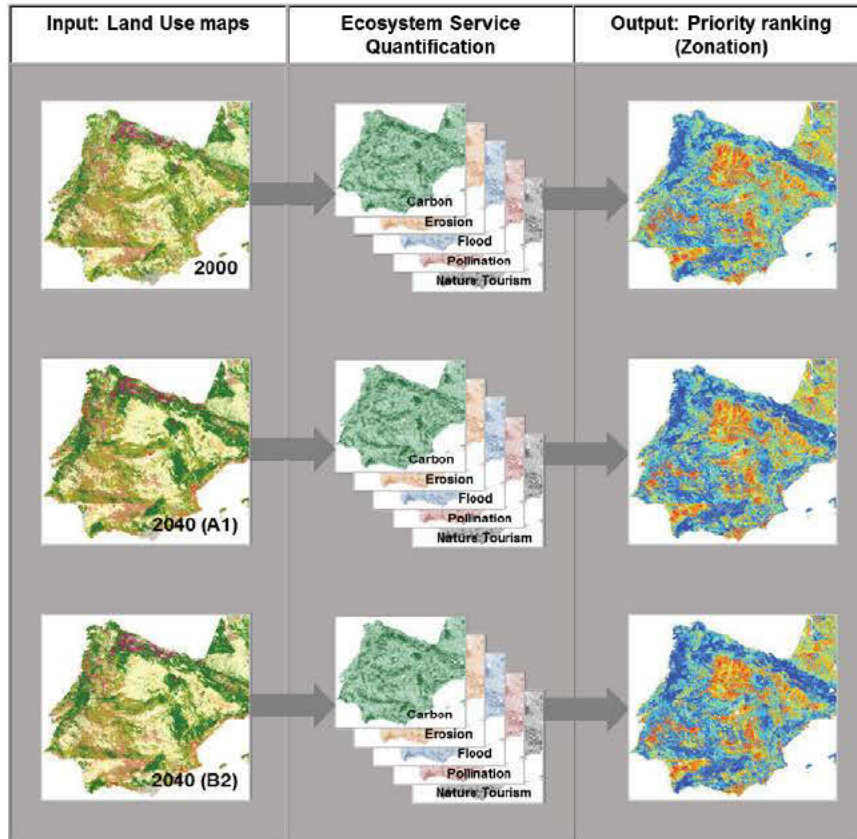 Input: Land Use maps
Ecosystem Service
Quantification
Output: Priority ranking
(Zonation)
2000
Carbon
Erosion
Flood
Pollination
Nature Tourism
2040 (A1)
Carbon
Erosion
Flood
Pollination
Nature Tourism
2040 (B2)
Carbon
Erosion
Flood
Pollination
Nature Tourism